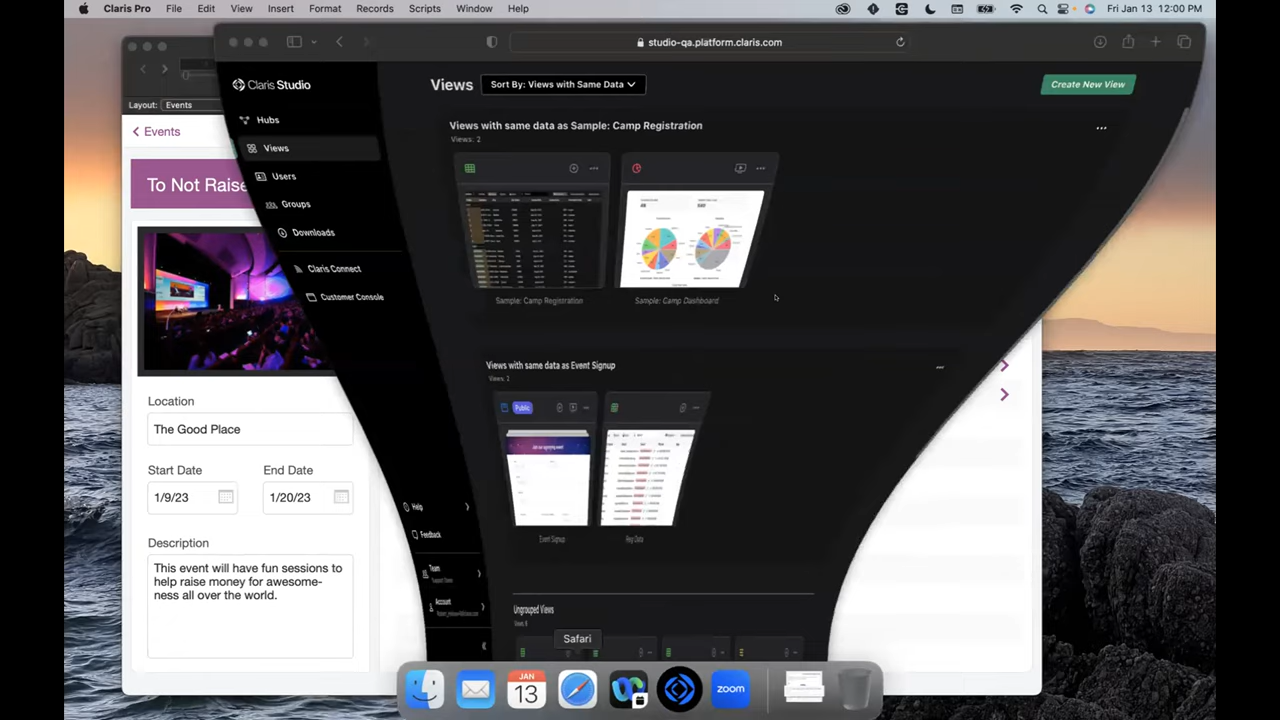 Claris Pro File Edit View Insert Format Records Scripts Window Help Fri Jan 13 12:00 PM
studio-qa.platform.claris.com
Layout: Events
Events
To Not Raise
Location
The Good Place
Start Date End Date
1/9/23 1/20/23
Description
This event will have fun sessions to
help raise money for awesome-
ness all over the world.
Claris Studio
Hubs
Views
Users
Groups
Downloads
Claris Connect
Customer Console
Help
Feedback
Team
Account
Views Sort By: Views with Same Data Create New View
Views with same data as Sample: Camp Registration
Views: 2
Sample: Camp Registration Sample: Camp Dashboard
Views with same data as Event Signup
Views: 1
Public
Event Signup Reg Data
Ungrouped Views
Safari
JAN
13
zoom